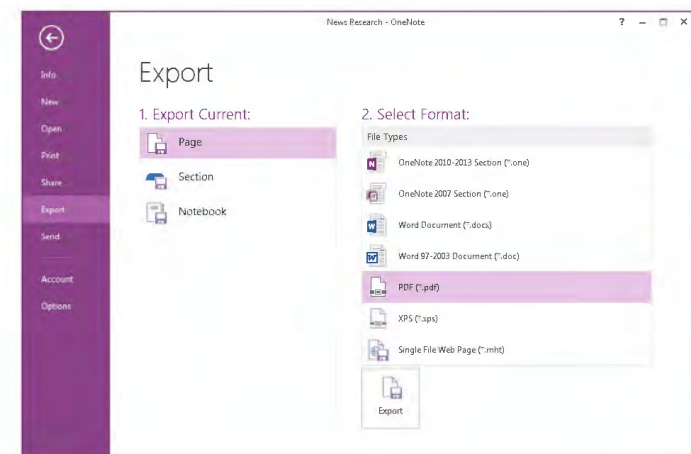 News Research - OneNote
?
Info
New
Open
Print
Share
Export
Send
Account
Options
Export
1. Export Current:
Page
Section
Notebook
2. Select Format:
File Types
OneNote 2010-2013 Section (*.one)
OneNote 2007 Section (*.one)
Word Document (*.docx)
Word 97-2003 Document (*.doc)
PDF (*.pdf)
XPS (*.xps)
Single File Web Page (*.mht)
Export